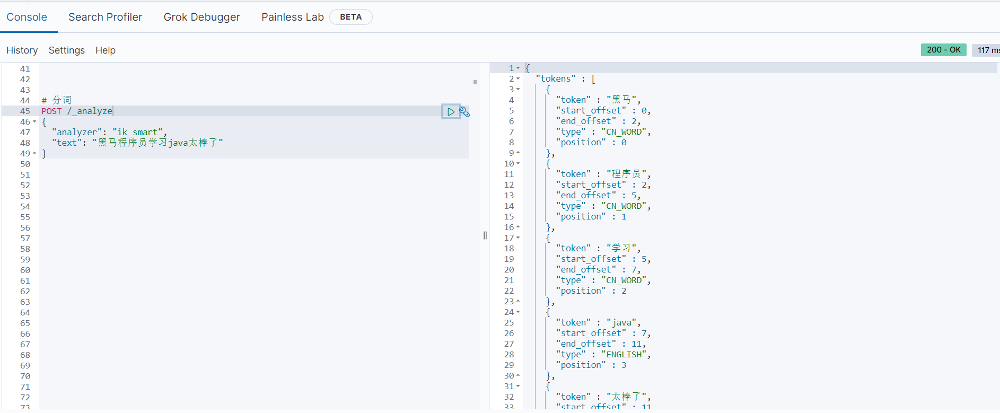 Console Search Profiler Grok Debugger Painless Lab BETA
History Settings Help
200 - OK 117 ms
41
42
43
44 # 分词
45 POST /_analyze
46 {
47 "analyzer": "ik_smart",
48 "text": "黑马程序员学习java太棒了"
49 }
50
51
52
53
54
55
56
57
58
59
60
61
62
63
64
65
66
67
68
69
70
71
72
73
1 {
2 "tokens" : [
3 {
4 "token" : "黑马",
5 "start_offset" : 0,
6 "end_offset" : 2,
7 "type" : "CN_WORD",
8 "position" : 0
9 },
10 {
11 "token" : "程序员",
12 "start_offset" : 2,
13 "end_offset" : 5,
14 "type" : "CN_WORD",
15 "position" : 1
16 },
17 {
18 "token" : "学习",
19 "start_offset" : 5,
20 "end_offset" : 7,
21 "type" : "CN_WORD",
22 "position" : 2
23 },
24 {
25 "token" : "java",
26 "start_offset" : 7,
27 "end_offset" : 11,
28 "type" : "ENGLISH",
29 "position" : 3
30 },
31 {
32 "token" : "太棒了",
33 "start_offset" : 11